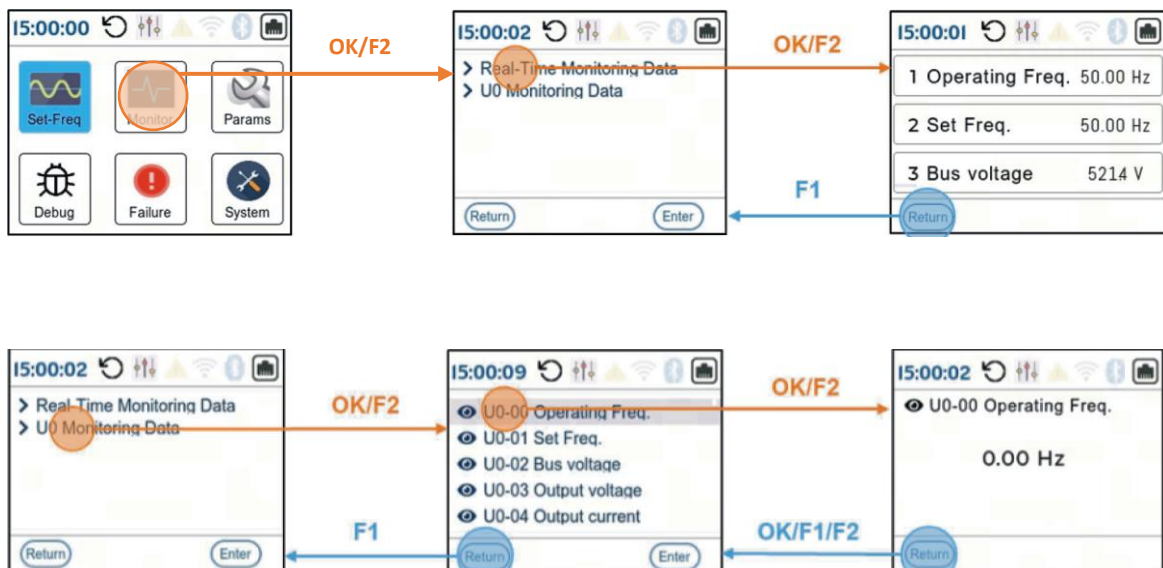 15:00:00
OK/F2
Set-Freq
Monitor
Params
Debug
Failure
System
15:00:02
> Real-Time Monitoring Data
> U0 Monitoring Data
Return
Enter
OK/F2
F1
15:00:01
1 Operating Freq. 50.00 Hz
2 Set Freq. 50.00 Hz
3 Bus voltage 521.4 V
Return
15:00:02
> Real-Time Monitoring Data
> U0 Monitoring Data
Return
Enter
OK/F2
F1
15:00:09
U0-00 Operating Freq.
U0-01 Set Freq.
U0-02 Bus voltage
U0-03 Output voltage
U0-04 Output current
Return
Enter
OK/F2
OK/F1/F2
15:00:02
U0-00 Operating Freq.
0.00 Hz
Return